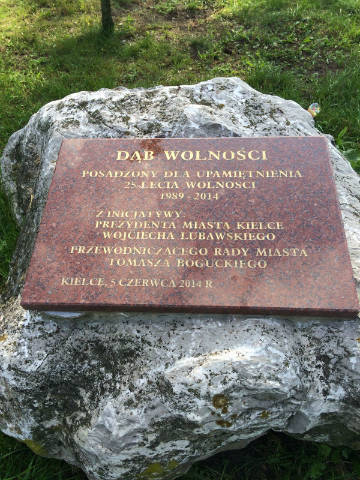 DĄB WOLNOŚCI
POSADZONY DLA UPAMIĘTNIENIA
25-LECIA WOLNOŚCI
1989 - 2014
Z INICJATYWY:
PREZYDENTA MIASTA KIELCE
WOJCIECHA LUBAWSKIEGO
PRZEWODNICZĄCEGO RADY MIASTA
TOMASZA BOGUCKIEGO
KIELCE, 5 CZERWCA 2014 R